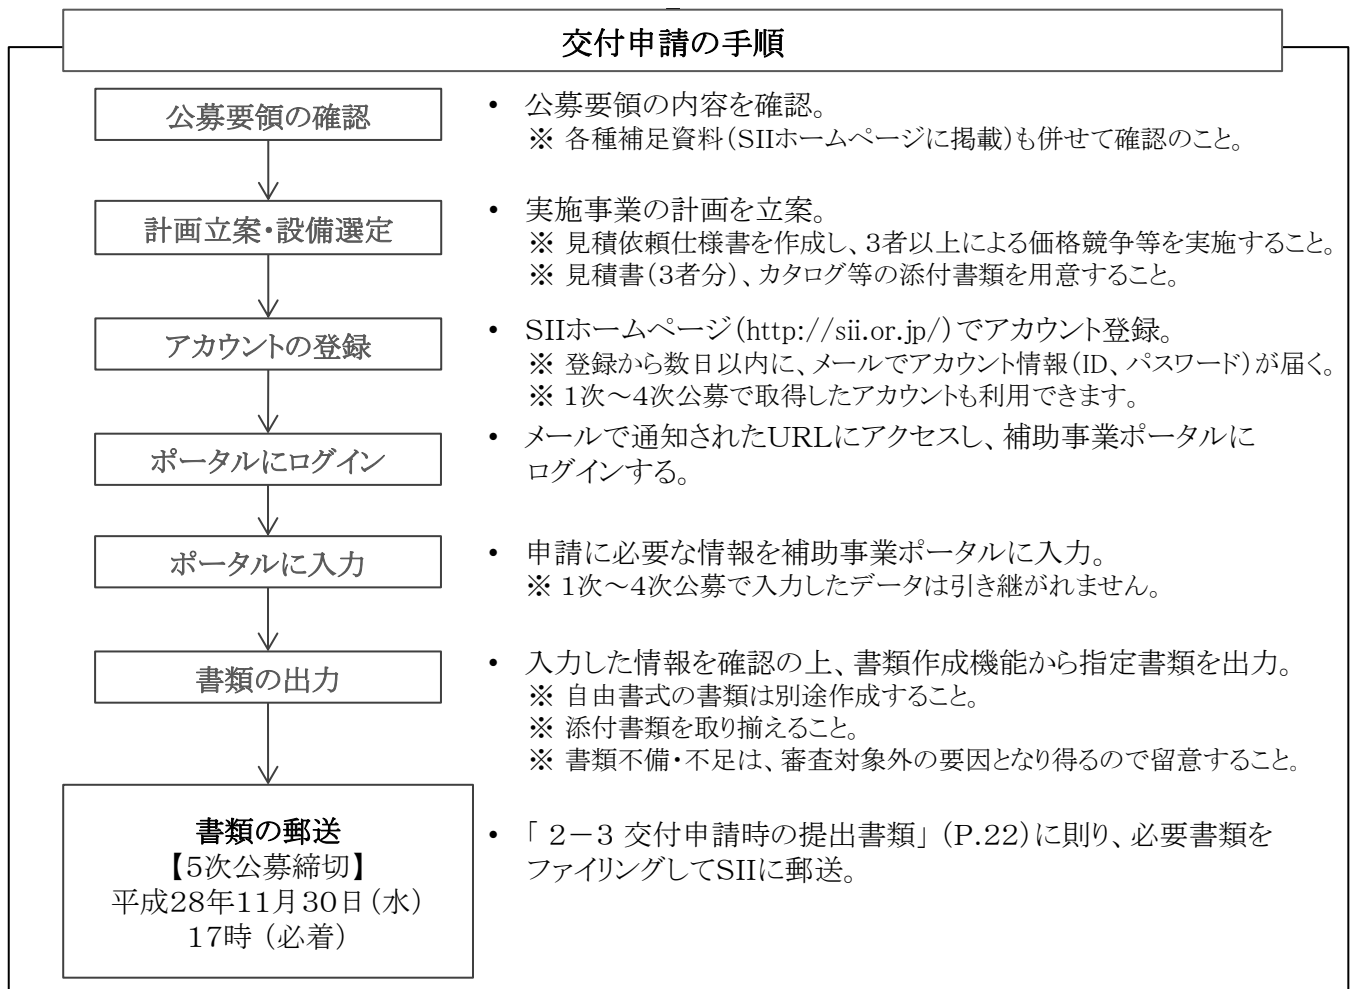 交付申請の手順
公募要領の確認
• 公募要領の内容を確認。
※ 各種補足資料(SIIホームページに掲載)も併せて確認のこと。
計画立案・設備選定
• 実施事業の計画を立案。
※ 見積依頼仕様書を作成し、3者以上による価格競争等を実施すること。
※ 見積書(3者分)、カタログ等の添付書類を用意すること。
アカウントの登録
• SIIホームページ(http://sii.or.jp/)でアカウント登録。
※ 登録から数日以内に、メールでアカウント情報(ID、パスワード)が届く。
※ 1次～4次公募で取得したアカウントも利用できます。
ポータルにログイン
• メールで通知されたURLにアクセスし、補助事業ポータルに
ログインする。
ポータルに入力
• 申請に必要な情報を補助事業ポータルに入力。
※ 1次～4次公募で入力したデータは引き継がれません。
書類の出力
• 入力した情報を確認の上、書類作成機能から指定書類を出力。
※ 自由書式の書類は別途作成すること。
※ 添付書類を取り揃えること。
※ 書類不備・不足は、審査対象外の要因となり得るので留意すること。
書類の郵送
【5次公募締切】
平成28年11月30日(水)
17時 (必着)
• 「 2－3 交付申請時の提出書類」 (P.22)に則り、必要書類を
ファイリングしてSIIに郵送。